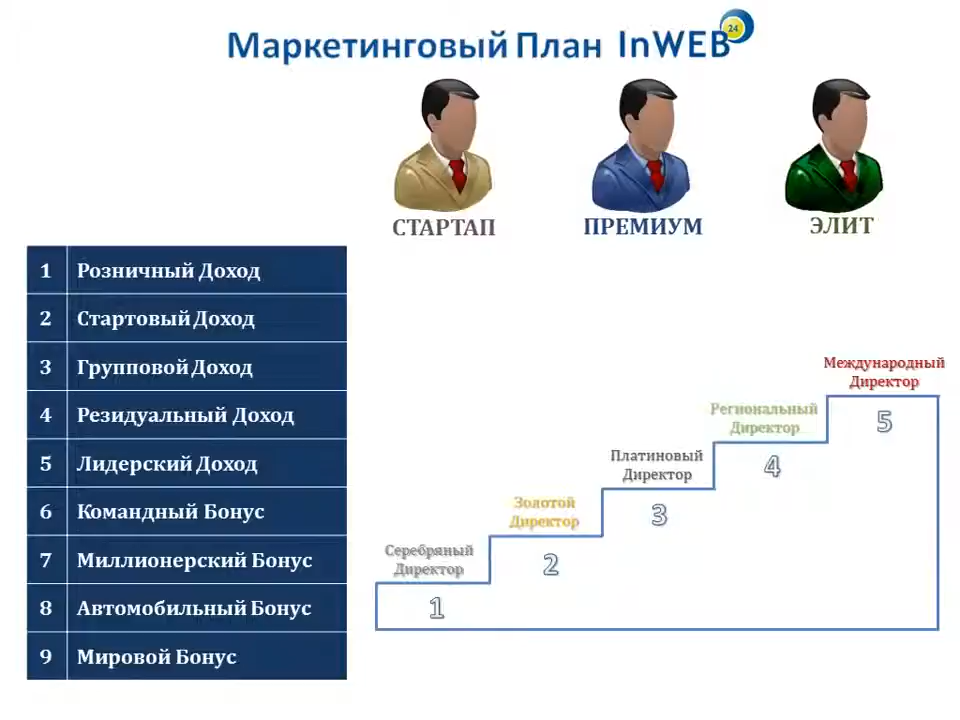 Маркетинговый План InWEB 24
СТАРТАП
ПРЕМИУМ
ЭЛИТ
1 Розничный Доход
2 Стартовый Доход
3 Групповой Доход
4 Резидуальный Доход
5 Лидерский Доход
6 Командный Бонус
7 Миллионерский Бонус
8 Автомобильный Бонус
9 Мировой Бонус
Серебряный
Директор
1
Золотой
Директор
2
Платиновый
Директор
3
Региональный
Директор
4
Международный
Директор
5